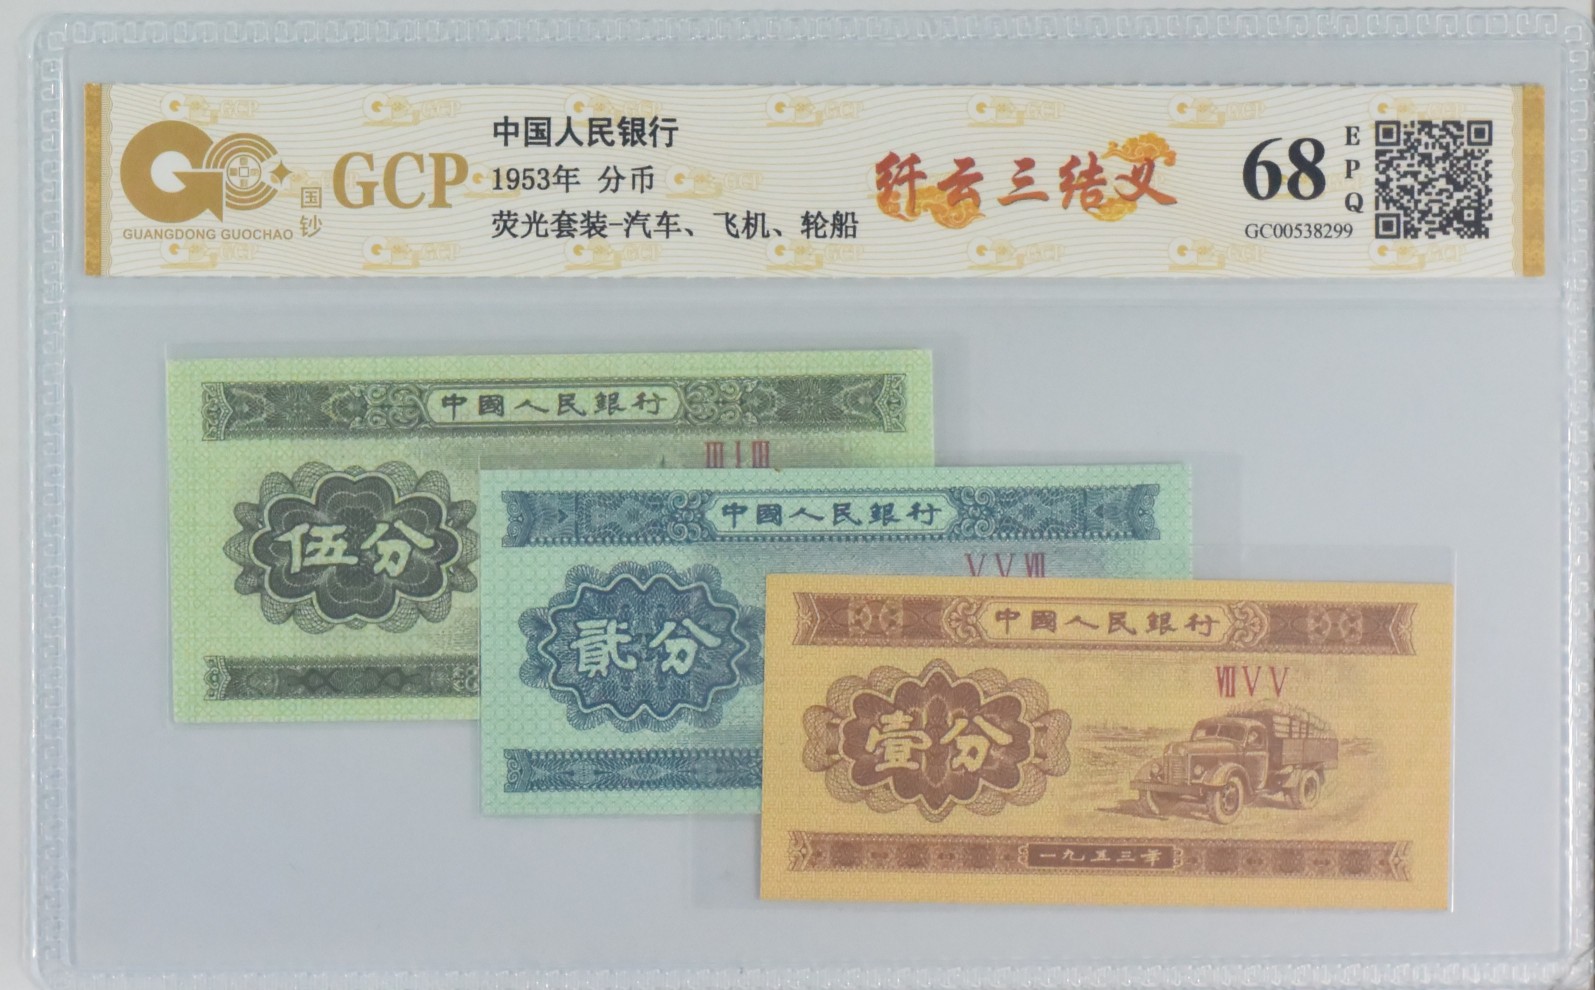 GCP
国钞
GUANGDONG GUOCHAO
中国人民银行
1953年 分币
荧光套装-汽车、飞机、轮船
纤云三结义
68
EPQ
GC00538299
中國人民銀行
III I III
伍分
中國人民銀行
V V VII
貳分
中國人民銀行
VII V V
壹分
一九五三年